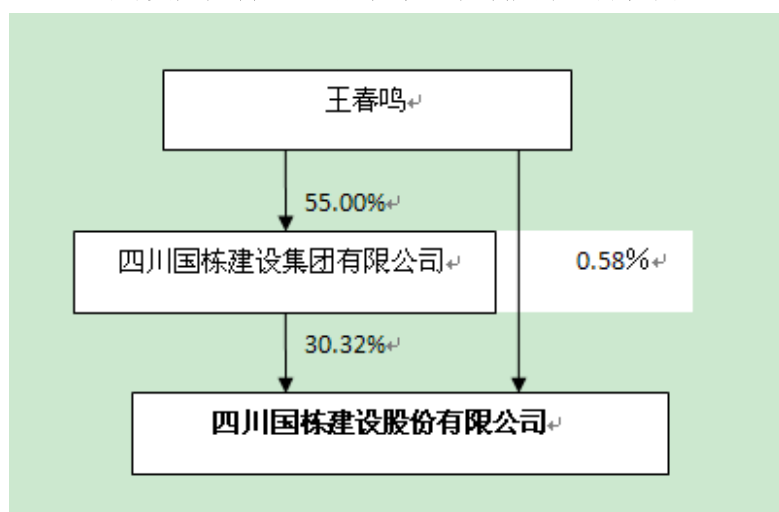 王春鸣
55.00%
四川国栋建设集团有限公司
0.58%
30.32%
四川国栋建设股份有限公司